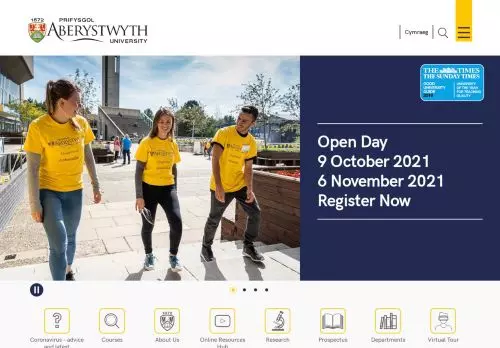 1872
PRIFYSGOL
ABERYSTWYTH
UNIVERSITY
Cymraeg
THE TIMES
THE SUNDAY TIMES
GOOD
UNIVERSITY
GUIDE
UNIVERSITY
OF THE YEAR
FOR TEACHING
QUALITY
Open Day
9 October 2021
6 November 2021
Register Now
ABERYSTWYTH
Coronavirus - advice
and latest
Courses
About Us
Online Resources
Hub
Research
Prospectus
Departments
Virtual Tour